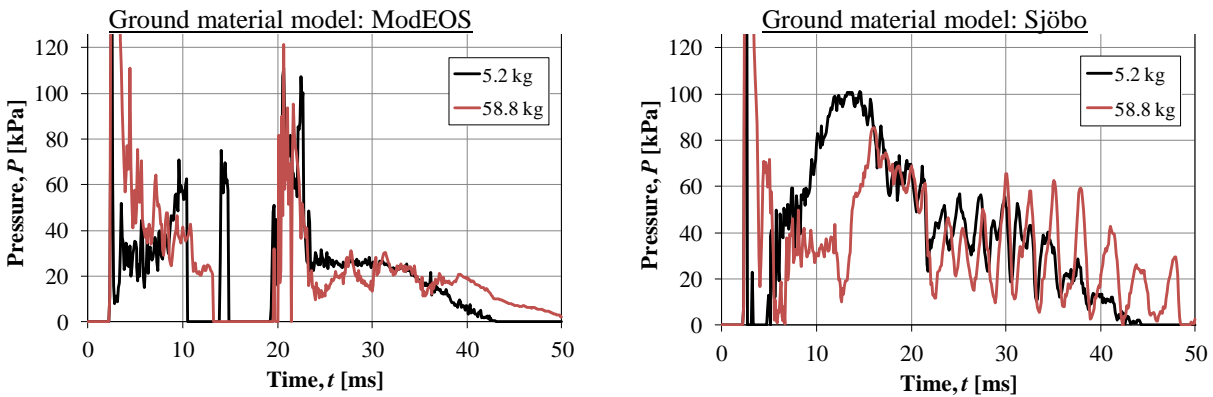 Ground material model: ModEOS
120
100
80
60
40
20
0
Pressure, P [kPa]
5.2 kg
58.8 kg
0 10 20 30 40 50
Time, t [ms]
Ground material model: Sjöbo
120
100
80
60
40
20
0
Pressure, P [kPa]
5.2 kg
58.8 kg
0 10 20 30 40 50
Time, t [ms]